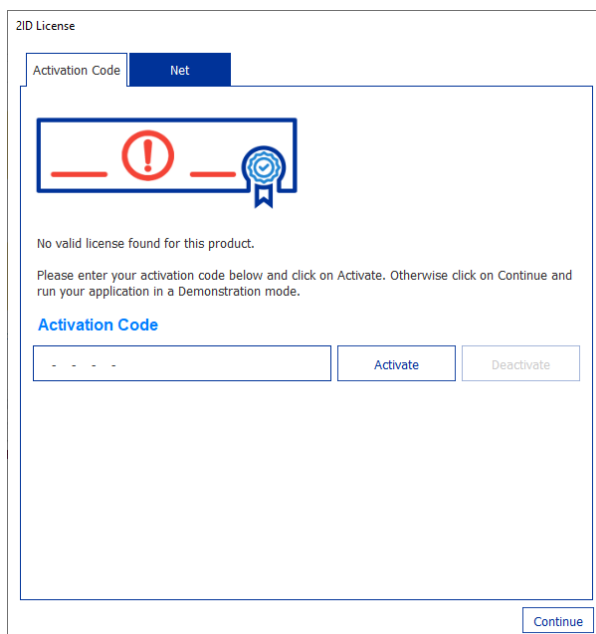 2ID License
Activation Code
Net
No valid license found for this product.
Please enter your activation code below and click on Activate. Otherwise click on Continue and
run your application in a Demonstration mode.
Activation Code
- - - -
Activate
Deactivate
Continue